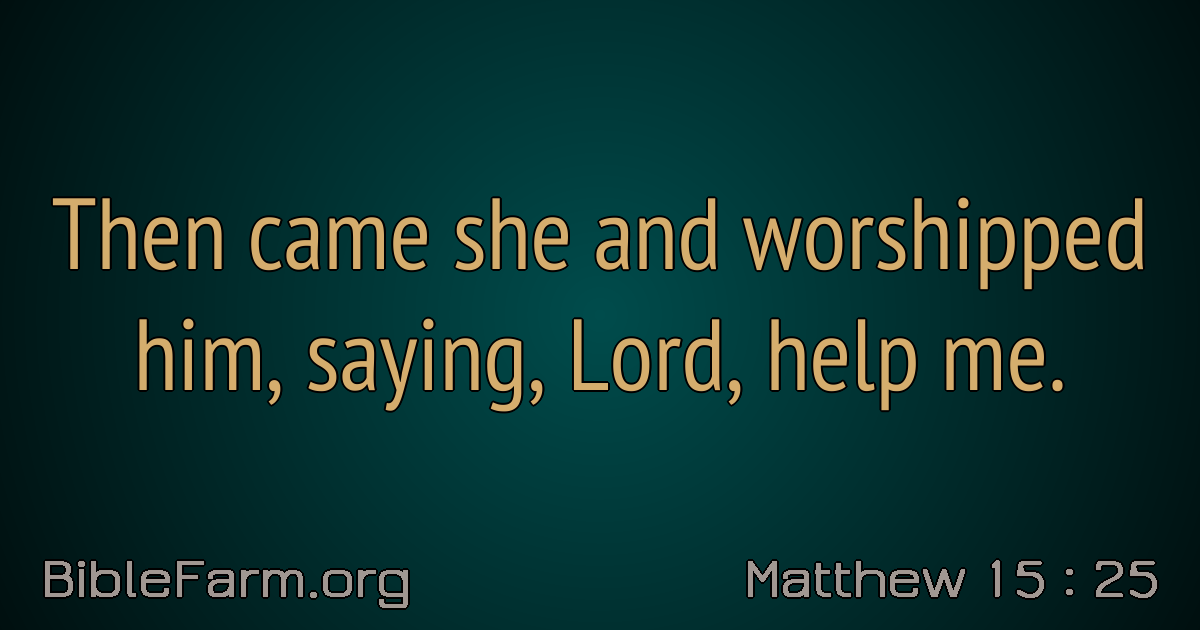 Then came she and worshipped
him, saying, Lord, help me.
BibleFarm.org
Matthew 15 : 25